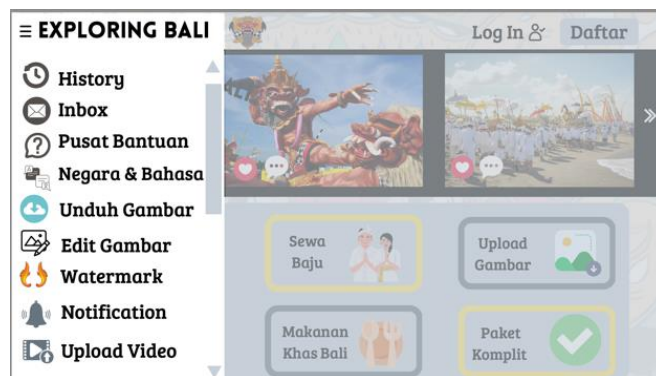 EXPLORING BALI
Log In
Daftar
History
Inbox
Pusat Bantuan
Negara & Bahasa
Unduh Gambar
Edit Gambar
Watermark
Notification
Upload Video
Sewa
Baju
Upload
Gambar
Makanan
Khas Bali
Paket
Komplit